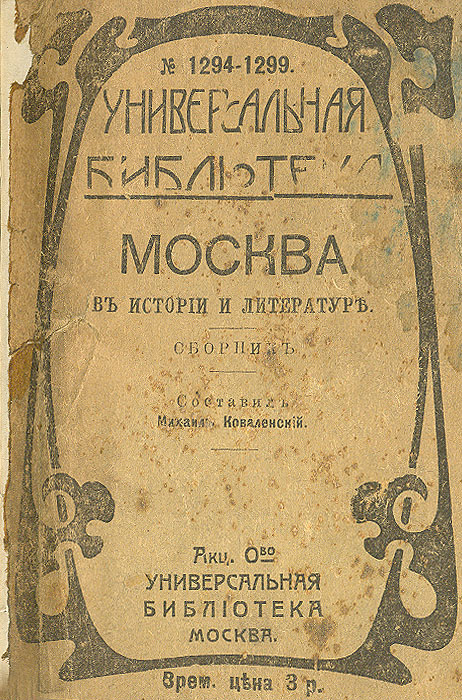 № 1294-1299.
УНИВЕРСАЛЬНАЯ
БИБЛІОТЕКА
МОСКВА
ВЪ ИСТОРІИ И ЛИТЕРАТУРѢ.
СБОРНИКЪ
Составилъ
Михаилъ Коваленскій.
Акц. Ово
УНИВЕРСАЛЬНАЯ
БИБЛІОТЕКА
МОСКВА.
Врем. цѣна 3 р.